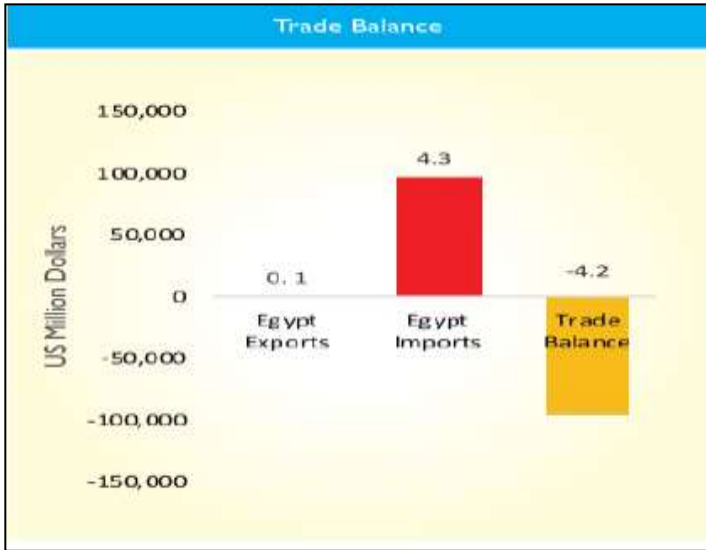 Trade Balance
150,000
100,000
50,000
0
-50,000
-100,000
-150,000
US Million Dollars
0. 1
4.3
-4.2
Egypt
Exports
Egypt
Imports
Trade
Balance